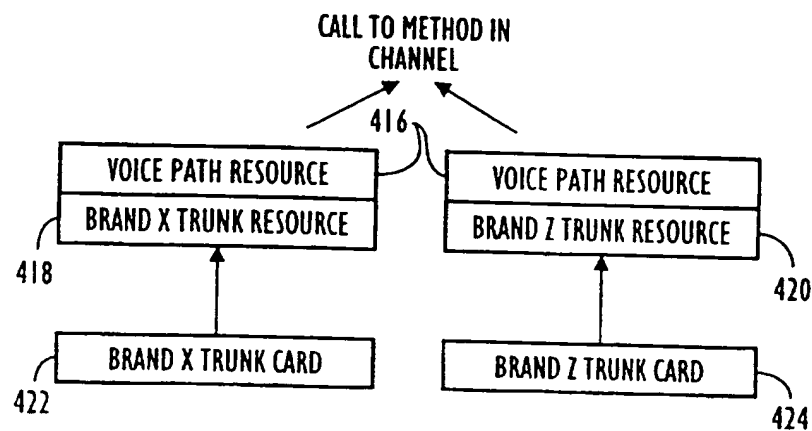 CALL TO METHOD IN
CHANNEL
416
VOICE PATH RESOURCE
BRAND X TRUNK RESOURCE
418
VOICE PATH RESOURCE
BRAND Z TRUNK RESOURCE
420
BRAND X TRUNK CARD
422
BRAND Z TRUNK CARD
424